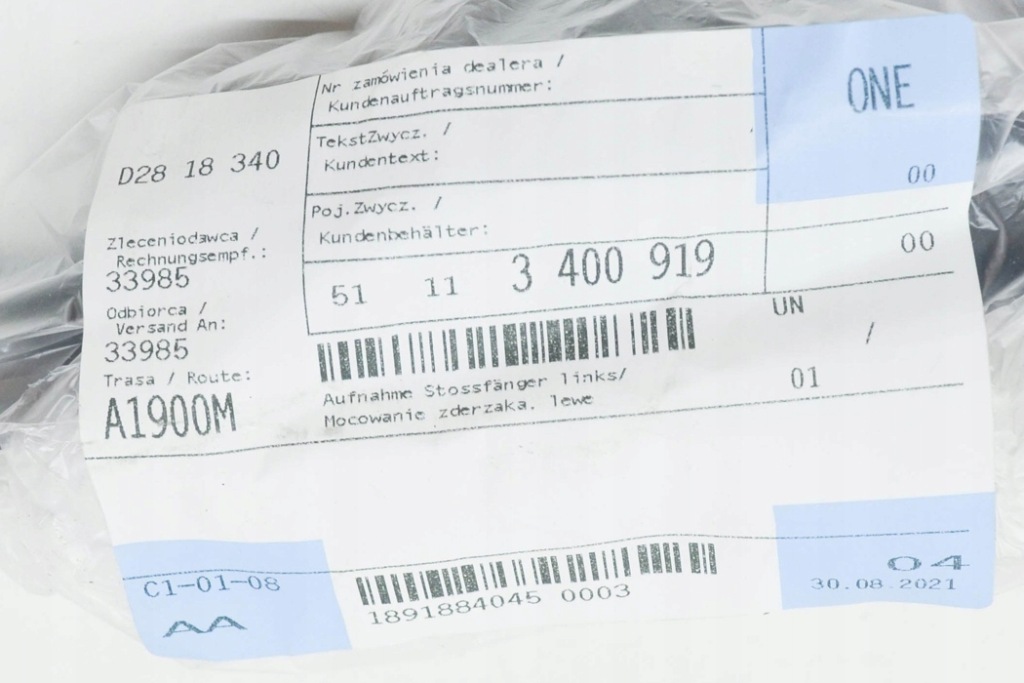 Nr zamówienia dealera /
Kundenauftragsnummer:
ONE
TekstZwycz. /
Kundentext:
D28 18 340
00
Poj.Zwycz. /
Kundenbehälter:
Zleceniodawca /
Rechnungsempf.:
33985
51 11 3 400 919
00
Odbiorca /
Versand An:
33985
UN
/
Trasa / Route:
A1900M
Aufnahme Stossfänger links/
Mocowanie zderzaka. lewe
01
C1-01-08
AA
1891884045 0003
04
30.08.2021